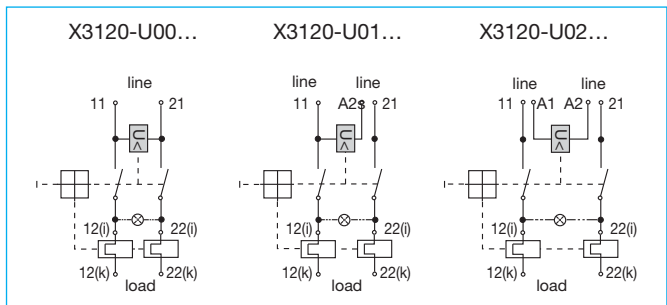 X3120-U00... X3120-U01... X3120-U02...
line line line line line
11 21 11 A2s 21 11 A1 A2 21
U< U< U<
12(i) 22(i) 12(i) 22(i) 12(i) 22(i)
12(k) 22(k) 12(k) 22(k) 12(k) 22(k)
load load load